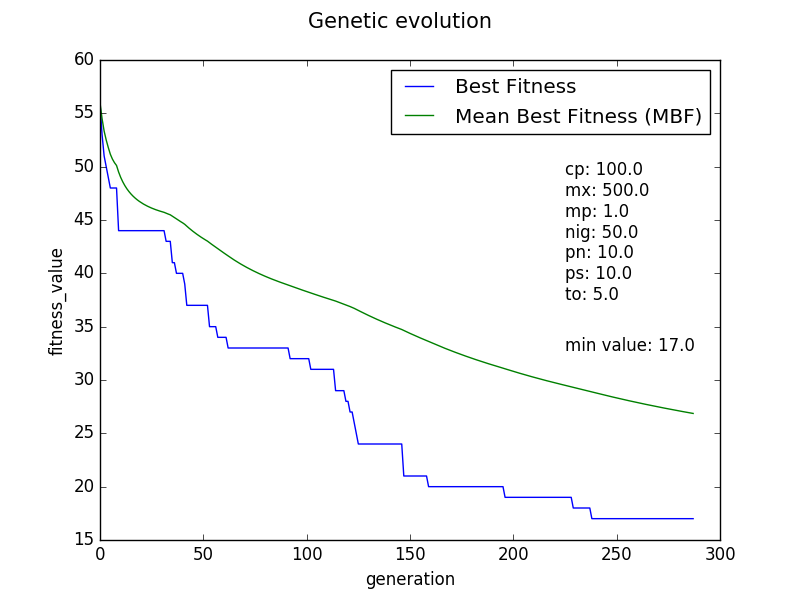 Genetic evolution
60
55
50
45
40
35
30
25
20
15
fitness_value
Best Fitness
Mean Best Fitness (MBF)
cp: 100.0
mx: 500.0
mp: 1.0
nig: 50.0
pn: 10.0
ps: 10.0
to: 5.0
min value: 17.0
0 50 100 150 200 250 300
generation